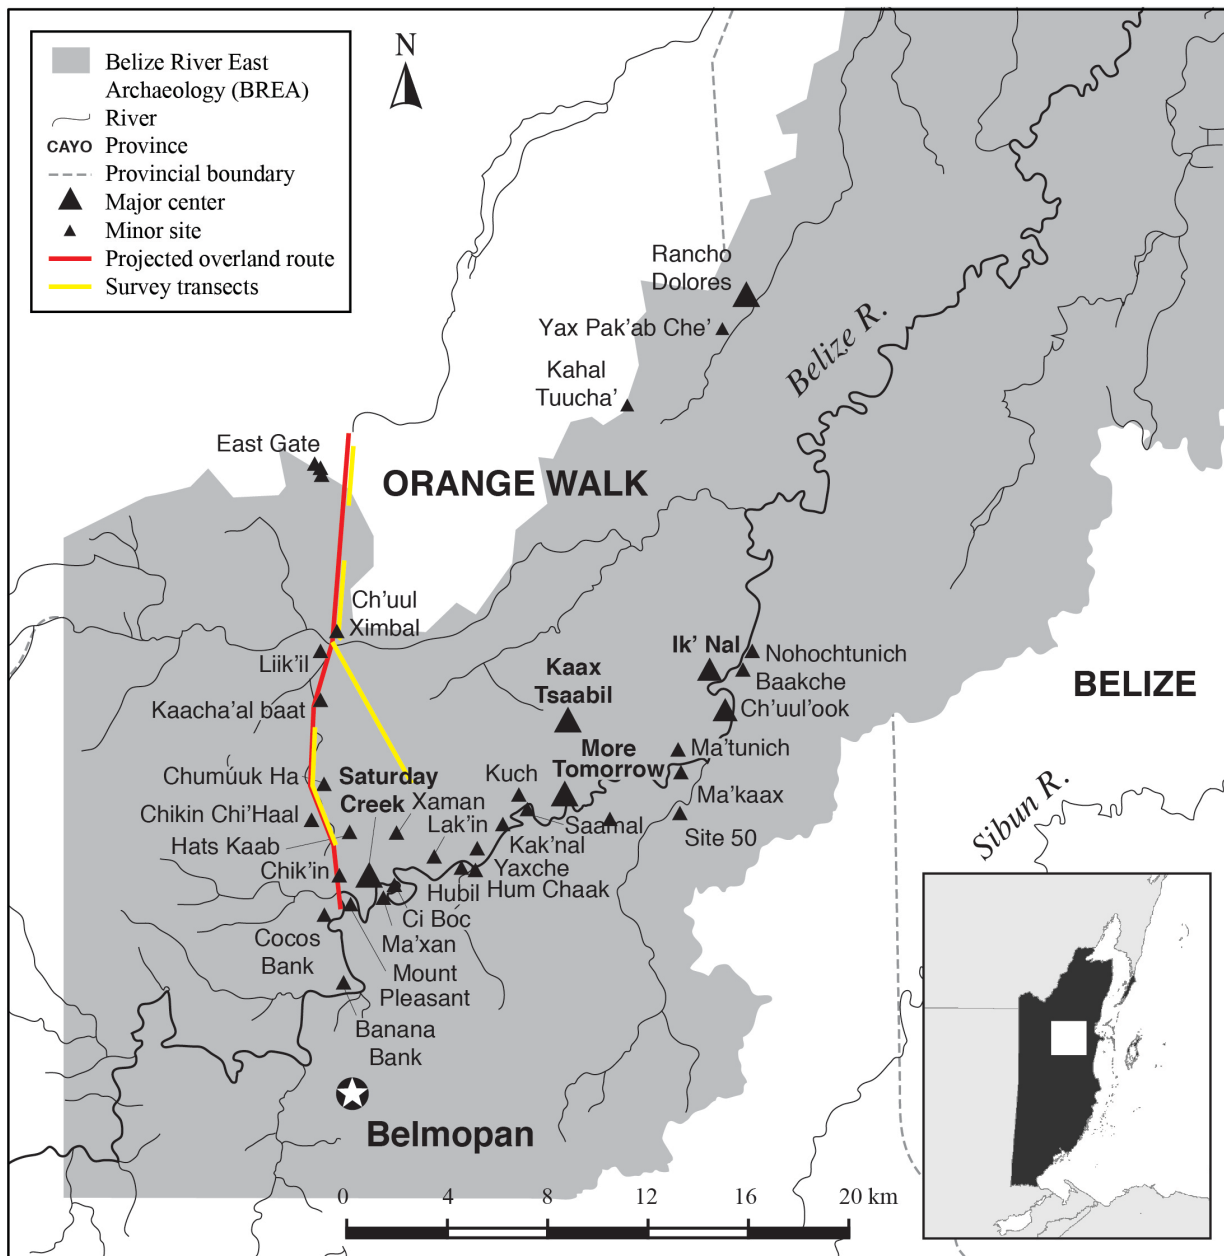 Belize River East
Archaeology (BREA)
River
CAYO Province
Provincial boundary
Major center
Minor site
Projected overland route
Survey transects
N
Rancho
Dolores
Yax Pak'ab Che'
Kahal
Tuucha'
Belize R.
East Gate
ORANGE WALK
Ch'uul
Ximbal
Liik'il
Kaacha'al baat
Kaax
Tsaabil
Ik' Nal
Nohochtunich
Baakche
Ch'uul'ook
BELIZE
More
Tomorrow
Ma'tunich
Ma'kaax
Site 50
Sibun R.
Chumúuk Ha
Saturday
Creek
Kuch
Xaman
Chikin Chi'Haal
Lak'in
Saamal
Hats Kaab
Kak'nal
Chik'in
Yaxche
Hubil
Hum Chaak
Ci Boc
Cocos
Bank
Ma'xan
Mount
Pleasant
Banana
Bank
Belmopan
0 4 8 12 16 20 km